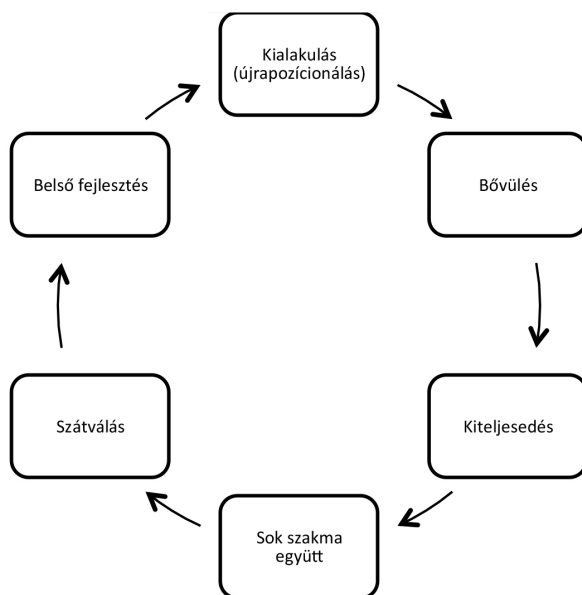 Kialakulás
(újrapozícionálás)
Bővülés
Kiteljesedés
Sok szakma
együtt
Szátválás
Belső fejlesztés